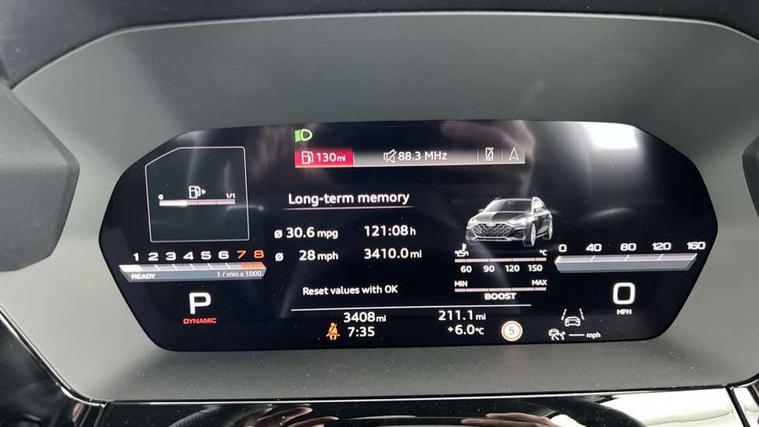 130mi 88.3 MHz
0 1/1
Long-term memory
ø 30.6 mpg 121:08 h
ø 28 mph 3410.0 mi
Reset values with OK
1 2 3 4 5 6 7 8
READY 1 / min x 1000
P
DYNAMIC
°C
60 90 120 150
MIN MAX
BOOST
0 40 80 120 160
0
MPH
3408 mi 211.1 mi
7:35 +6.0°C
5
--- mph